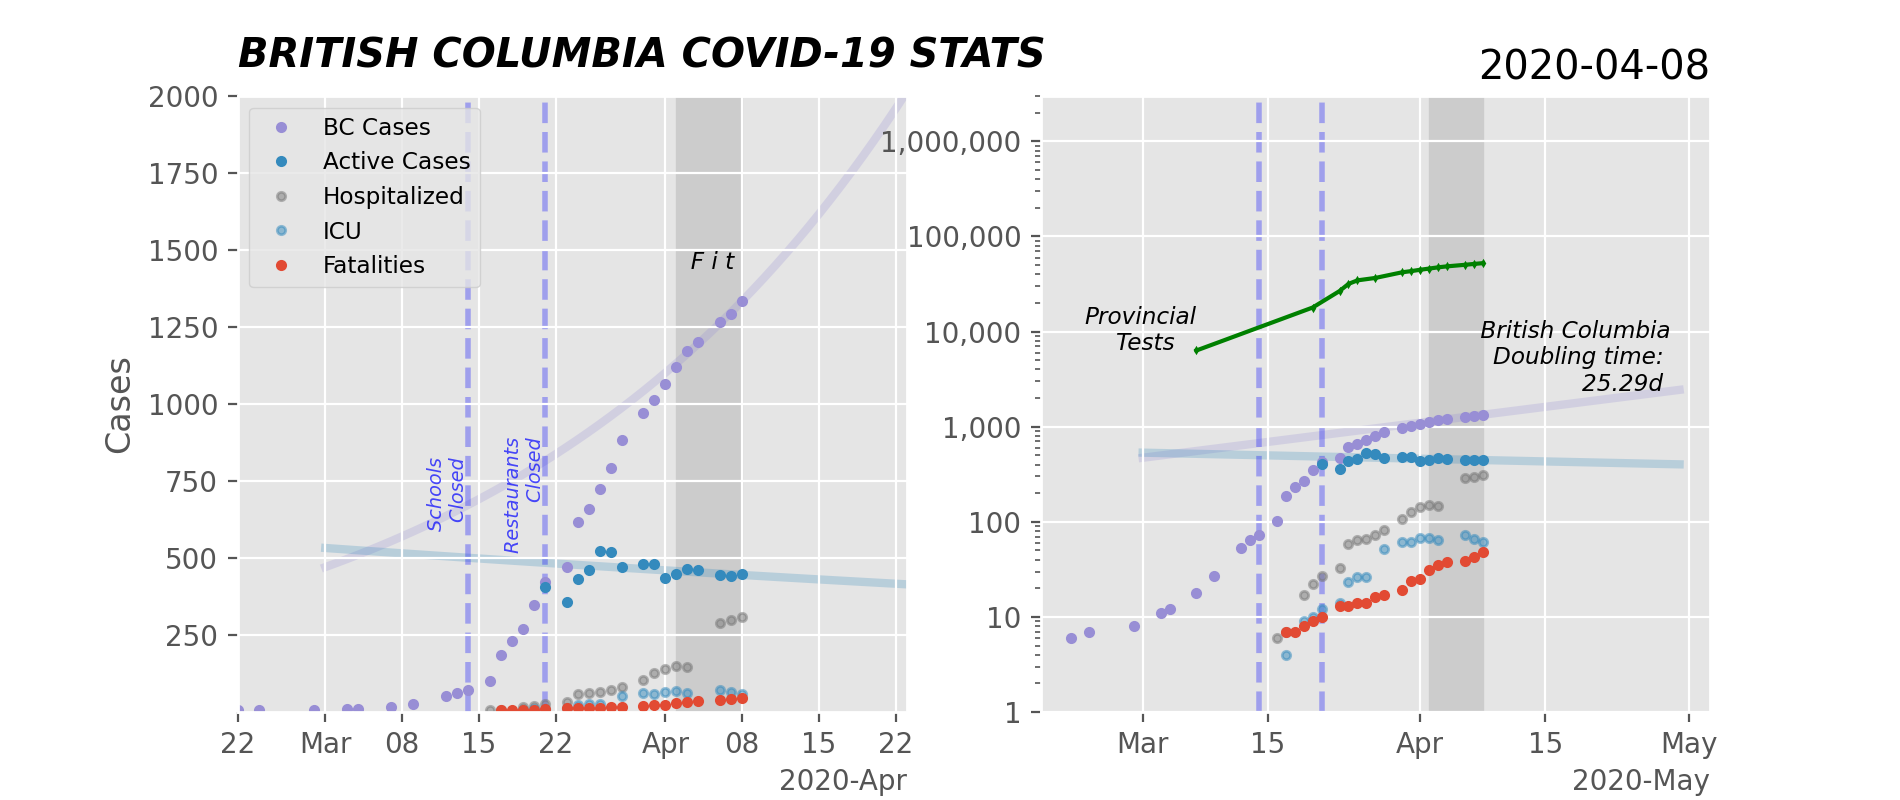 BRITISH COLUMBIA COVID-19 STATS
2020-04-08
Cases
2000
1750
1500
1250
1000
750
500
250
BC Cases
Active Cases
Hospitalized
ICU
Fatalities
Schools
Closed
Restaurants
Closed
F i t
22 Mar 08 15 22 Apr 08 15 22
2020-Apr
1,000,000
100,000
10,000
1,000
100
10
1
Provincial
Tests
British Columbia
Doubling time:
25.29d
Mar 15 Apr 15 May
2020-May